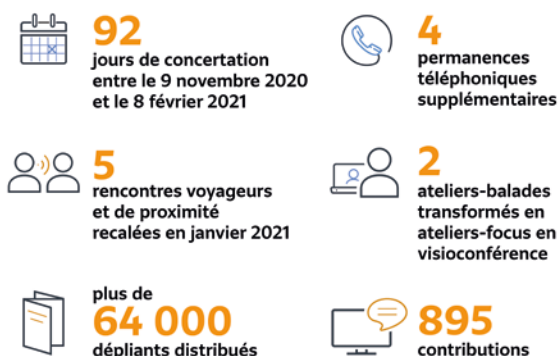 92
jours de concertation
entre le 9 novembre 2020
et le 8 février 2021
4
permanences
téléphoniques
supplémentaires
5
rencontres voyageurs
et de proximité
recalées en janvier 2021
2
ateliers-balades
transformés en
ateliers-focus en
visioconférence
plus de
64 000
dépliants distribués
895
contributions